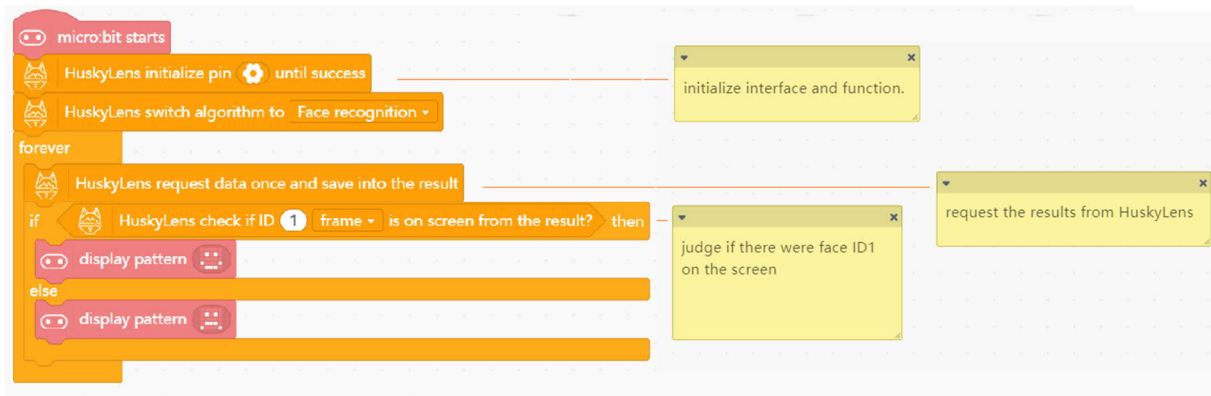 micro:bit starts
HuskyLens initialize pin until success
initialize interface and function.
HuskyLens switch algorithm to Face recognition
forever
HuskyLens request data once and save into the result
request the results from HuskyLens
if HuskyLens check if ID 1 frame is on screen from the result? then
judge if there were face ID1
on the screen
display pattern
else
display pattern